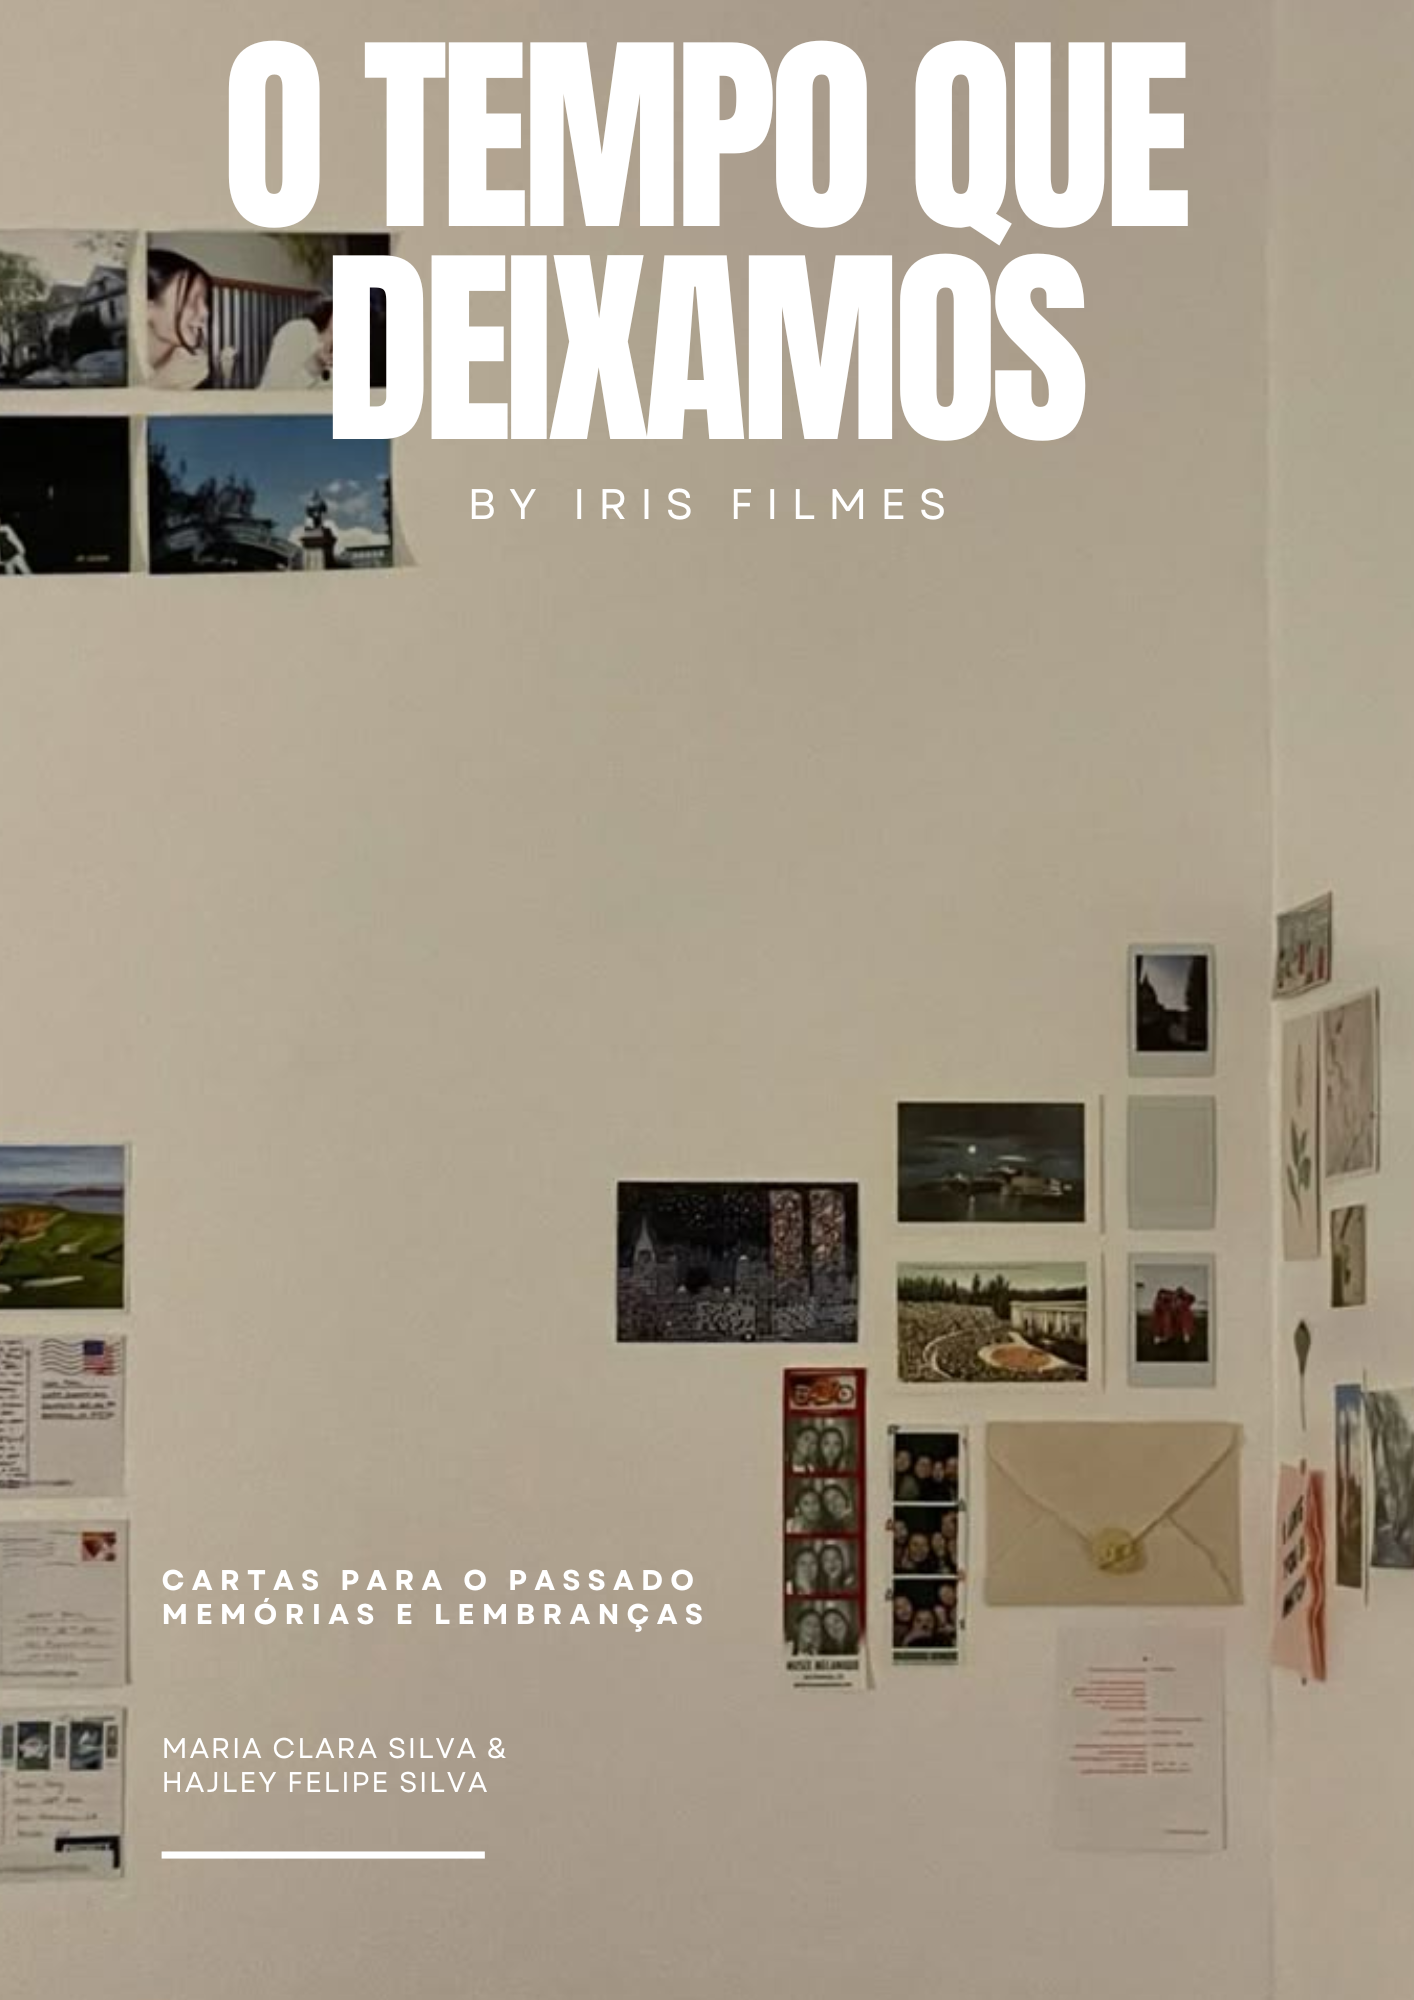 O TEMPO QUE
DEIXAMOS
BY IRIS FILMES
CARTAS PARA O PASSADO
MEMÓRIAS E LEMBRANÇAS
MARIA CLARA SILVA &
HAJLEY FELIPE SILVA